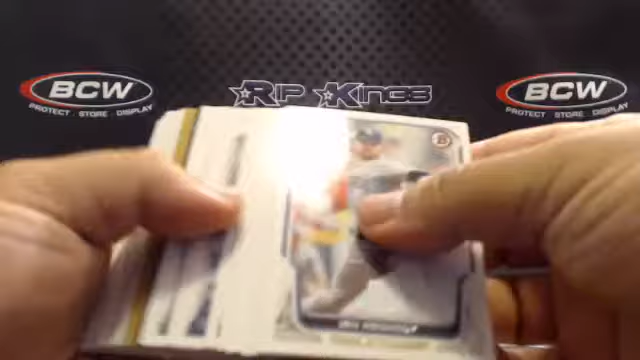 BCW
PROTECT · STORE · DISPLAY
RIP KINGS
BCW
PROTECT · STORE · DISPLAY
B